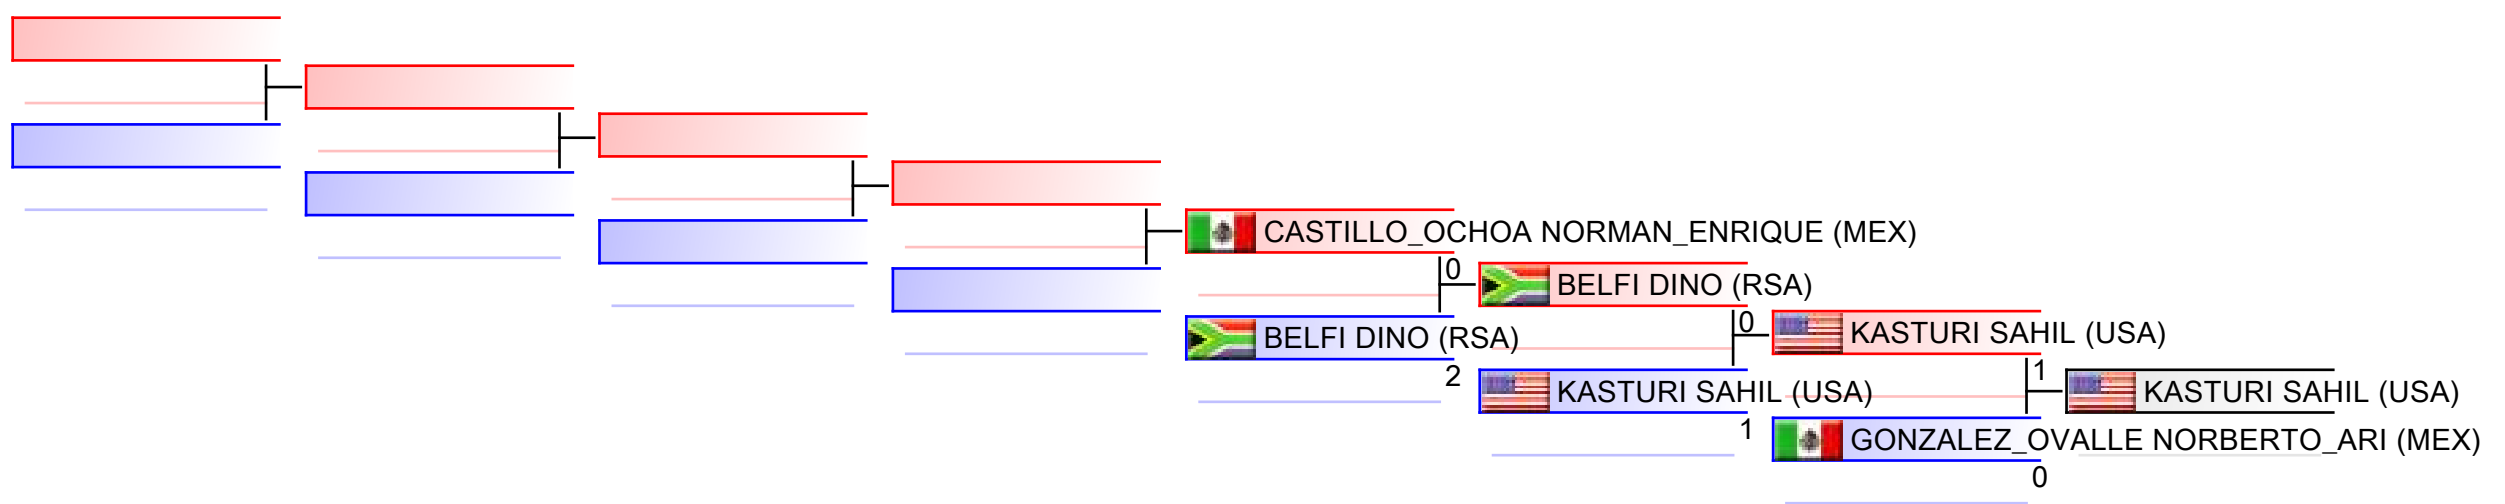 CASTILLO_OCHOA NORMAN_ENRIQUE (MEX)
0
BELFI DINO (RSA)
2
BELFI DINO (RSA)
0
KASTURI SAHIL (USA)
1
KASTURI SAHIL (USA)
1
GONZALEZ_OVALLE NORBERTO_ARI (MEX)
0
KASTURI SAHIL (USA)